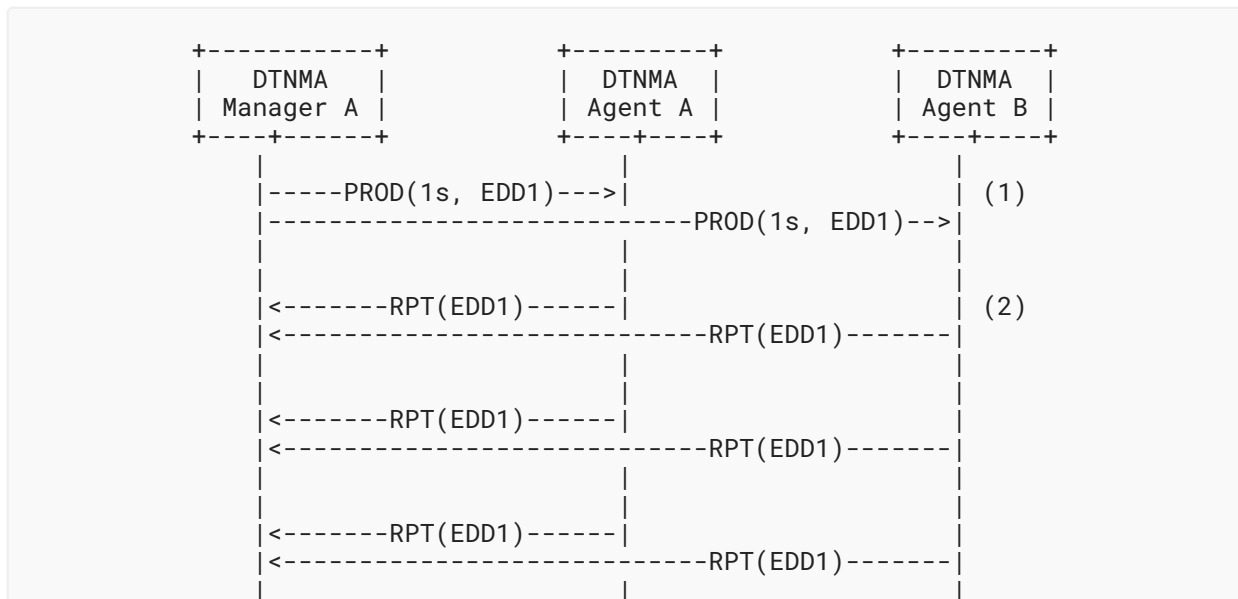 +-----------+             +---------+             +---------+
|   DTNMA   |             |  DTNMA  |             |  DTNMA  |
| Manager A |             | Agent A |             | Agent B |
+----+------+             +----+----+             +----+----+
     |                         |                       |
     |-----PROD(1s, EDD1)--->|                       | (1)
     |----------------------------PROD(1s, EDD1)-->|
     |                         |                       |
     |                         |                       |
     |<-------RPT(EDD1)------|                       | (2)
     |<----------------------------RPT(EDD1)-------|
     |                         |                       |
     |                         |                       |
     |<-------RPT(EDD1)------|                       |
     |<----------------------------RPT(EDD1)-------|
     |                         |                       |
     |                         |                       |
     |<-------RPT(EDD1)------|                       |
     |<----------------------------RPT(EDD1)-------|
     |                         |                       |